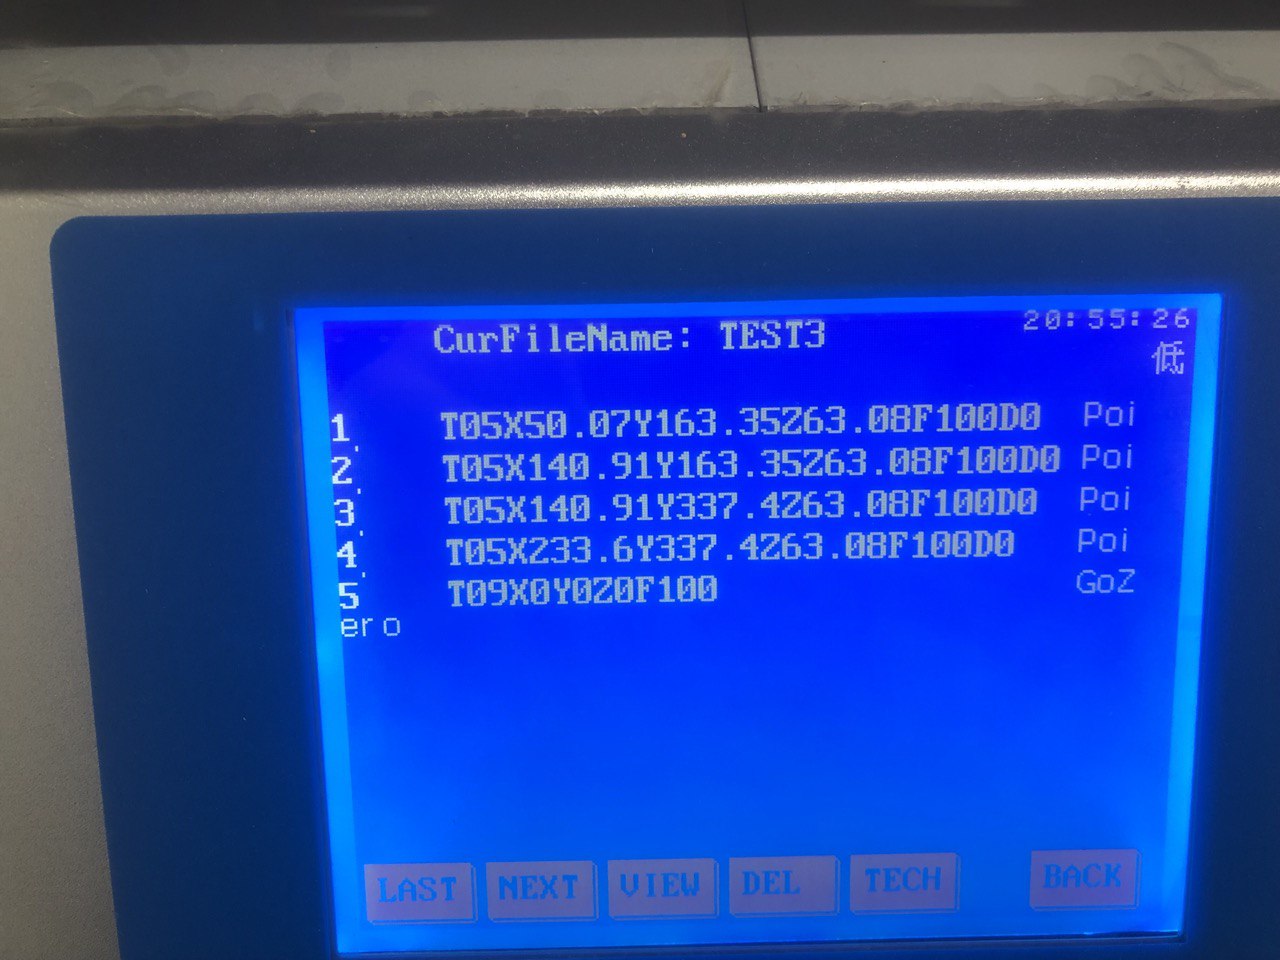 CurFileName: TEST3
20:55:26
低
1, T05X50.07Y163.35Z63.08F100D0 Poi
2, T05X140.91Y163.35Z63.08F100D0 Poi
3, T05X140.91Y337.4Z63.08F100D0 Poi
4, T05X233.6Y337.4Z63.08F100D0 Poi
5 T09X0Y0Z0F100 GoZ
ero
LAST NEXT VIEW DEL TECH BACK